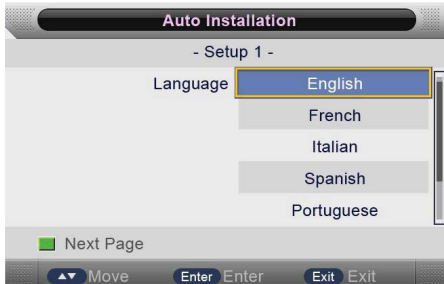 Auto Installation
- Setup 1 -
Language English
French
Italian
Spanish
Portuguese
Next Page
Move Enter Enter Exit Exit